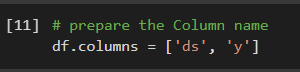 [11] # prepare the Column name
df.columns = ['ds', 'y']